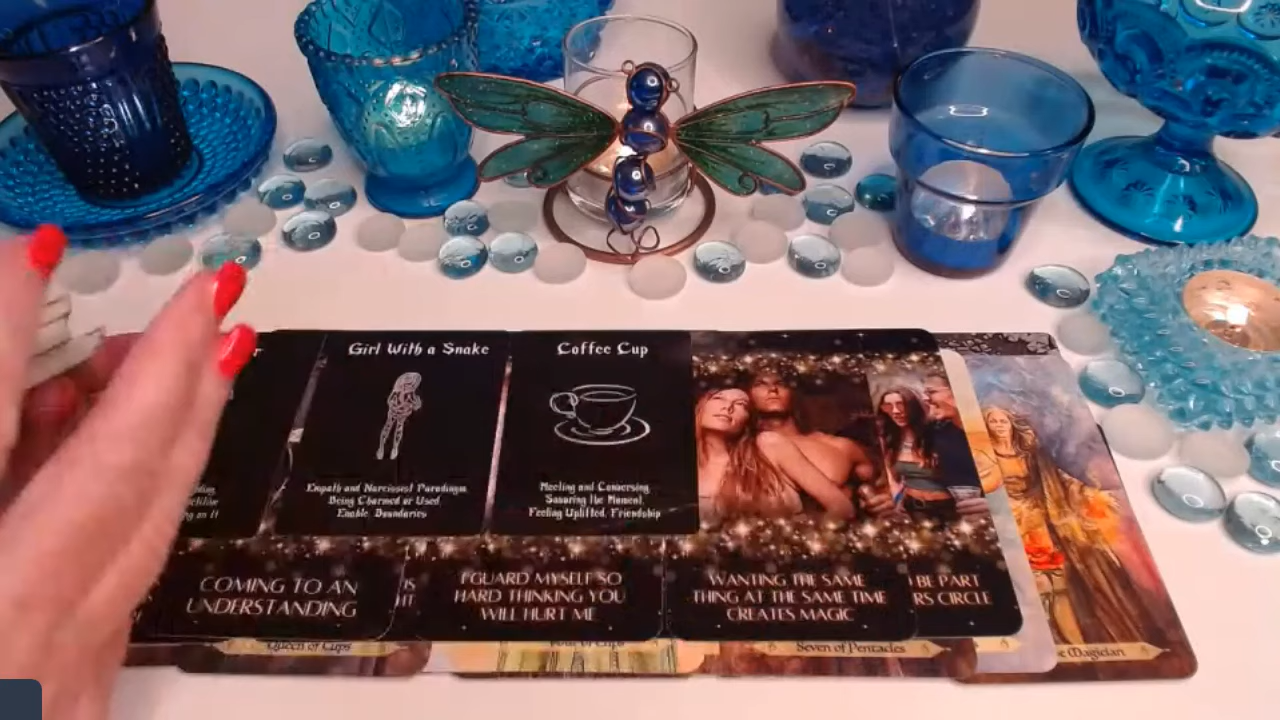 Girl With a Snake
Empath and Narcissist Paradigm.
Being Charmed or Used.
Enable. Boundaries
Coffee Cup
Meeting and Conversing.
Savoring the Moment.
Feeling Uplifted. Friendship
COMING TO AN
UNDERSTANDING
I GUARD MYSELF SO
HARD THINKING YOU
WILL HURT ME
WANTING THE SAME
THING AT THE SAME TIME
CREATES MAGIC
BE PART
RS CIRCLE
Queen of Cups
Four of Cups
Seven of Pentacles
e Magician